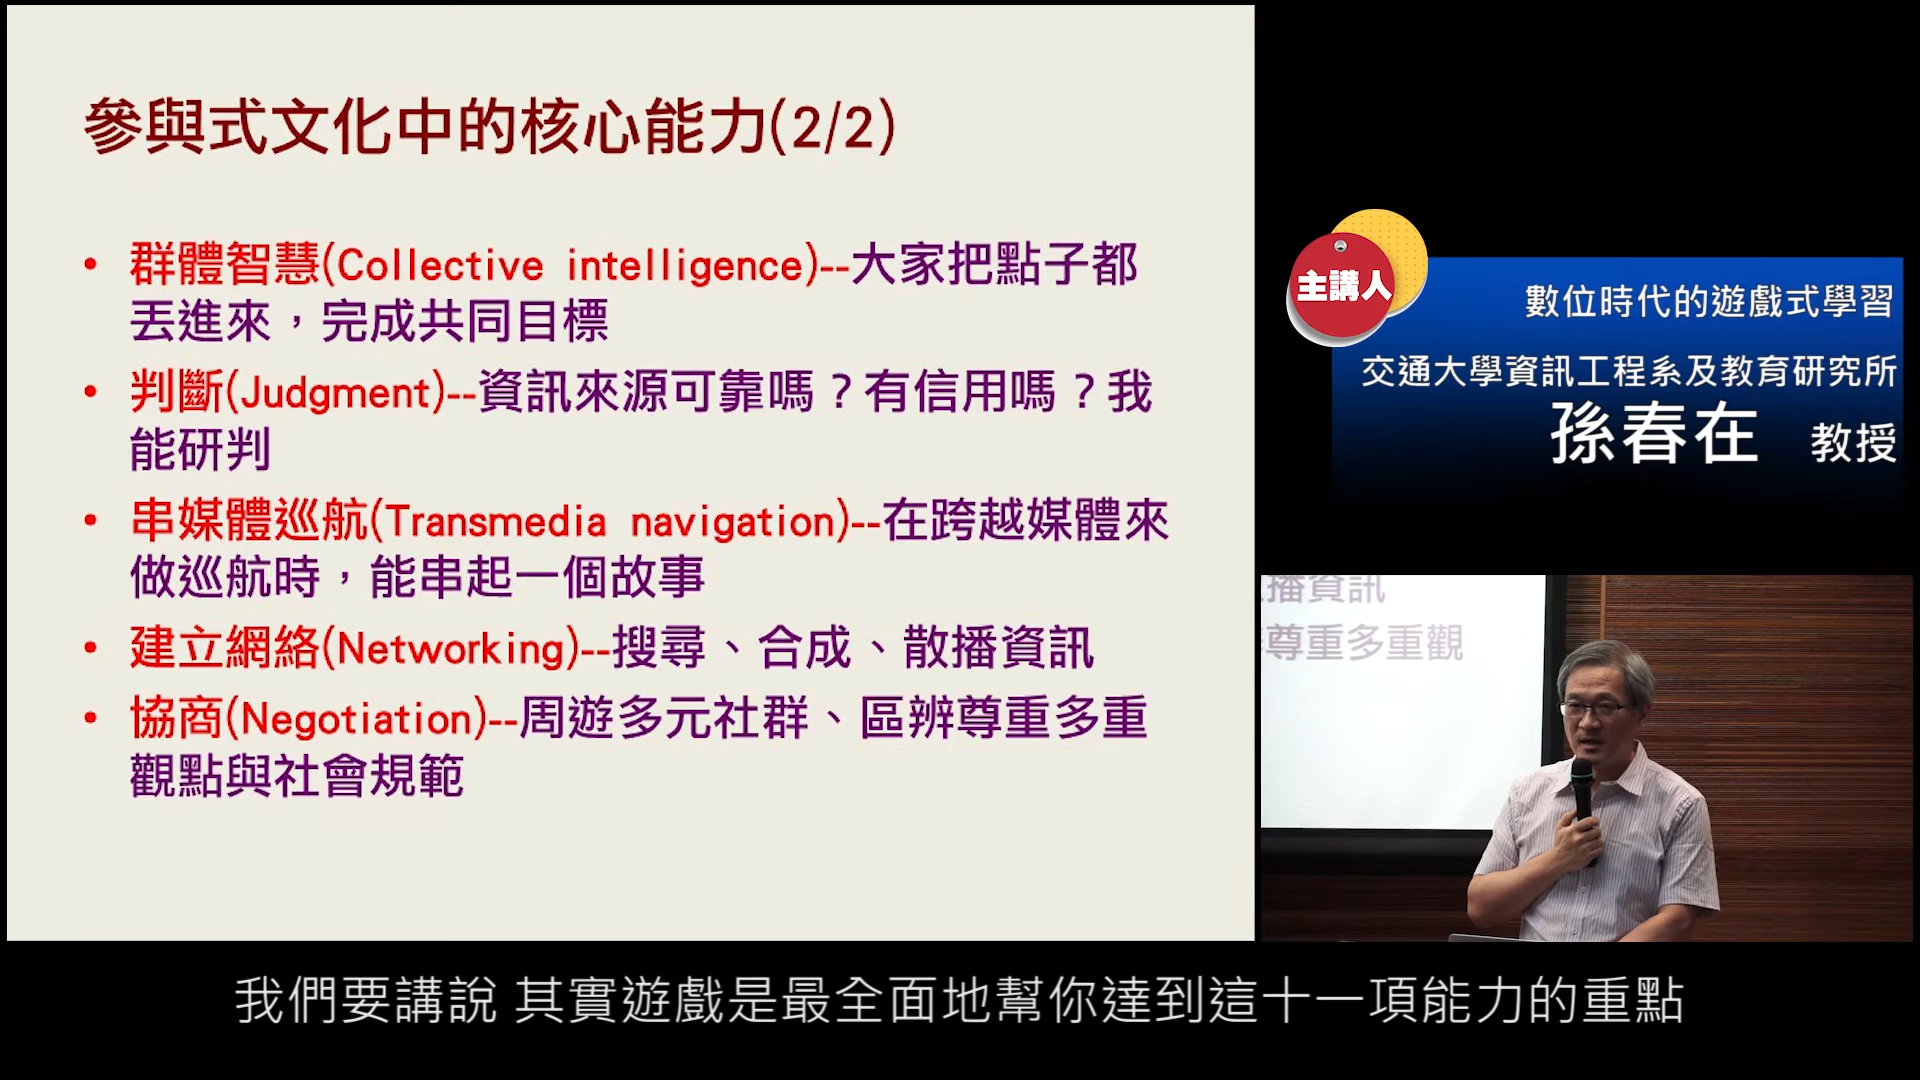 參與式文化中的核心能力(2/2)
• 群體智慧(Collective intelligence)--大家把點子都
丟進來，完成共同目標
• 判斷(Judgment)--資訊來源可靠嗎？有信用嗎？我
能研判
• 串媒體巡航(Transmedia navigation)--在跨越媒體來
做巡航時，能串起一個故事
• 建立網絡(Networking)--搜尋、合成、散播資訊
• 協商(Negotiation)--周遊多元社群、區辨尊重多重
觀點與社會規範
主講人
數位時代的遊戲式學習
交通大學資訊工程系及教育研究所
孫春在 教授
播資訊
尊重多重觀
我們要講說 其實遊戲是最全面地幫你達到這十一項能力的重點